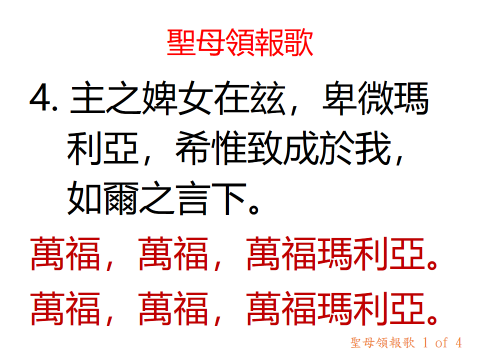 聖母領報歌
4. 主之婢女在玆，卑微瑪
利亞，希惟致成於我，
如爾之言下。
萬福，萬福，萬福瑪利亞。
萬福，萬福，萬福瑪利亞。
聖母領報歌 1 of 4